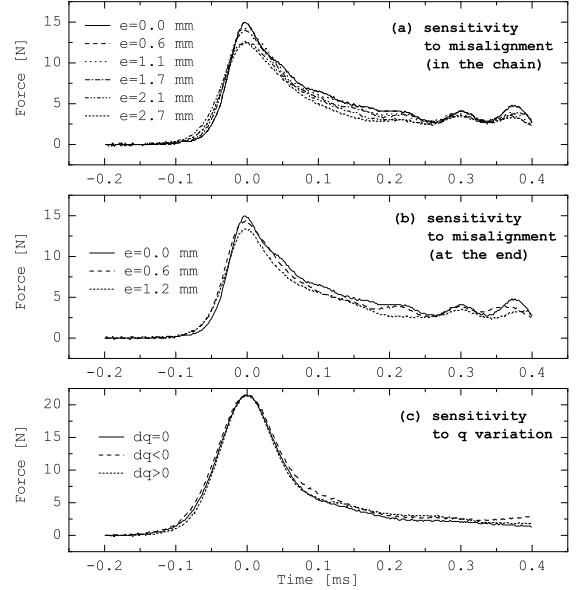 e=0.0 mm
e=0.6 mm
e=1.1 mm
e=1.7 mm
e=2.1 mm
e=2.7 mm
(a) sensitivity
to misalignment
(in the chain)
Force [N]
15
10
5
0
-0.2 -0.1 0.0 0.1 0.2 0.3 0.4
(b) sensitivity
to misalignment
(at the end)
e=0.0 mm
e=0.6 mm
e=1.2 mm
Force [N]
15
10
5
0
-0.2 -0.1 0.0 0.1 0.2 0.3 0.4
(c) sensitivity
to q variation
dq=0
dq<0
dq>0
Force [N]
20
15
10
5
0
-0.2 -0.1 0.0 0.1 0.2 0.3 0.4
Time [ms]